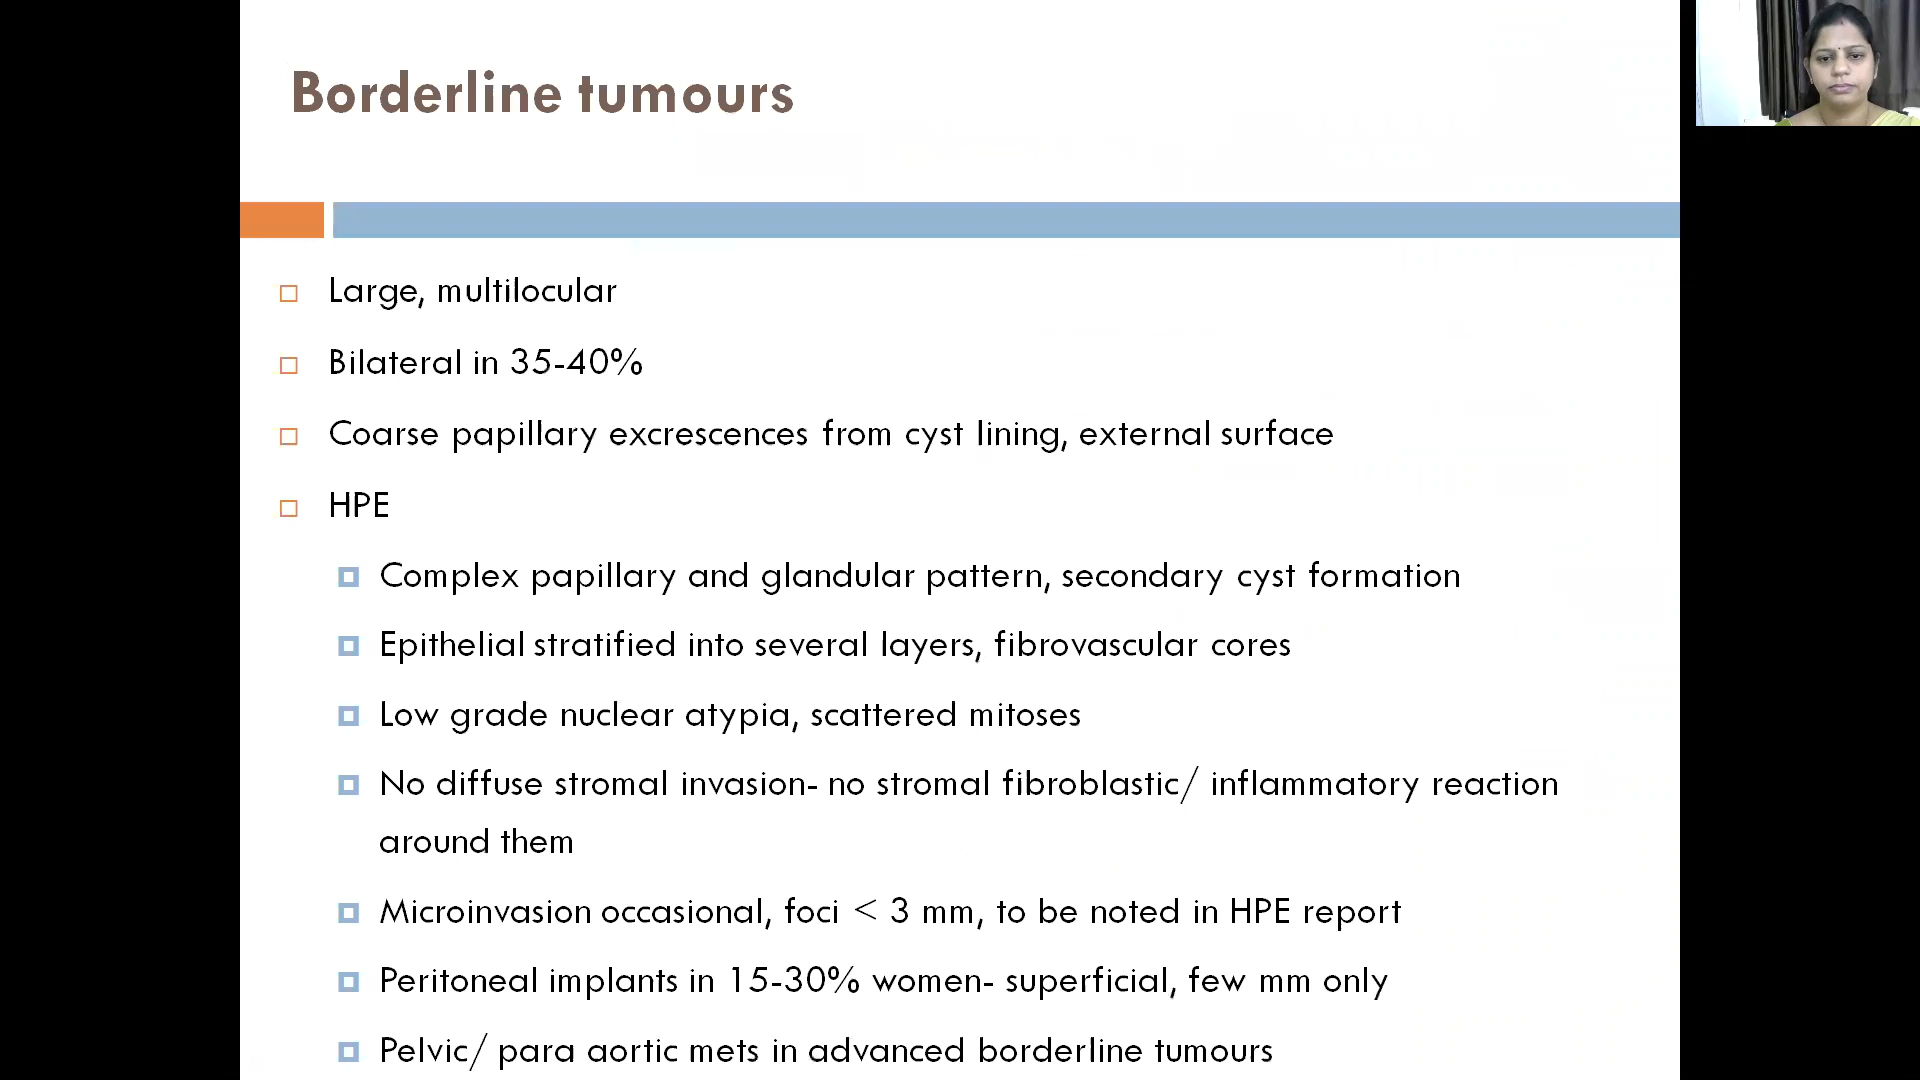 Borderline tumours
Large, multilocular
Bilateral in 35-40%
Coarse papillary excrescences from cyst lining, external surface
HPE
Complex papillary and glandular pattern, secondary cyst formation
Epithelial stratified into several layers, fibrovascular cores
Low grade nuclear atypia, scattered mitoses
No diffuse stromal invasion- no stromal fibroblastic/ inflammatory reaction
around them
Microinvasion occasional, foci < 3 mm, to be noted in HPE report
Peritoneal implants in 15-30% women- superficial, few mm only
Pelvic/ para aortic mets in advanced borderline tumours